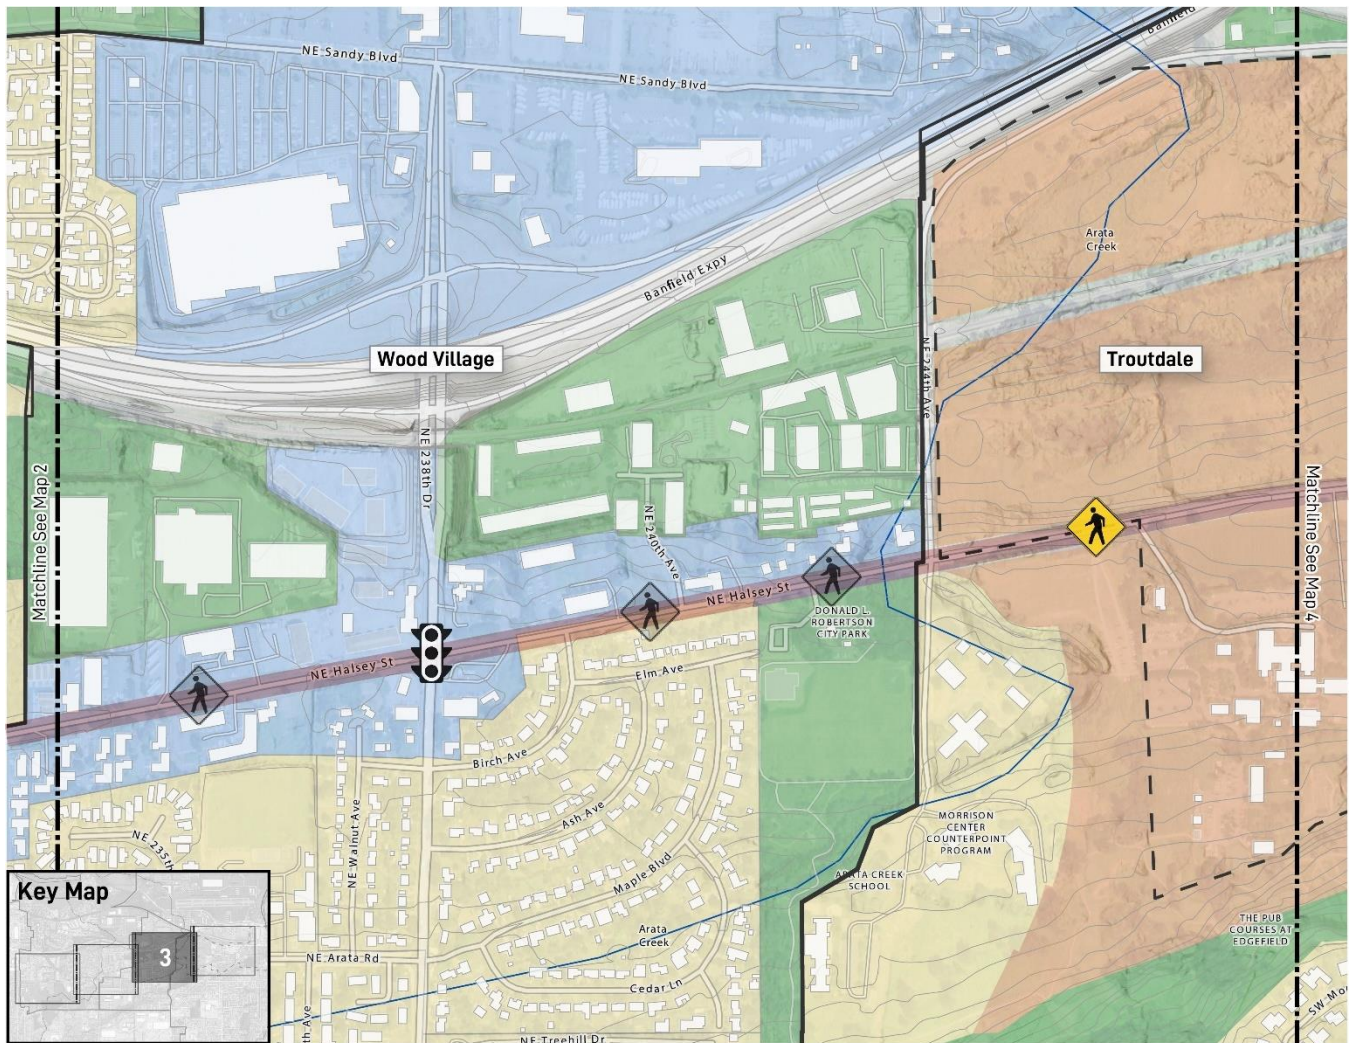 Banfield
NE Sandy Blvd
NE Sandy Blvd
Arata
Creek
Banfield Expy
Wood Village
Troutdale
NE 244th Ave
NE 238th Dr
Matchline See Map 2
Matchline See Map 4
NE 240th Ave
NE Halsey St
DONALD L.
ROBERTSON
CITY PARK
NE Halsey St
Elm Ave
Birch Ave
Ash Ave
NE Walnut Ave
NE 235th
Maple Blvd
MORRISON
CENTER
COUNTERPOINT
PROGRAM
ARATA CREEK
SCHOOL
Key Map
3
Arata
Creek
THE PUB
COURSES AT
EDGEFIELD
NE Arata Rd
Cedar Ln
th Ave
NE Treehill Dr
SW Mo